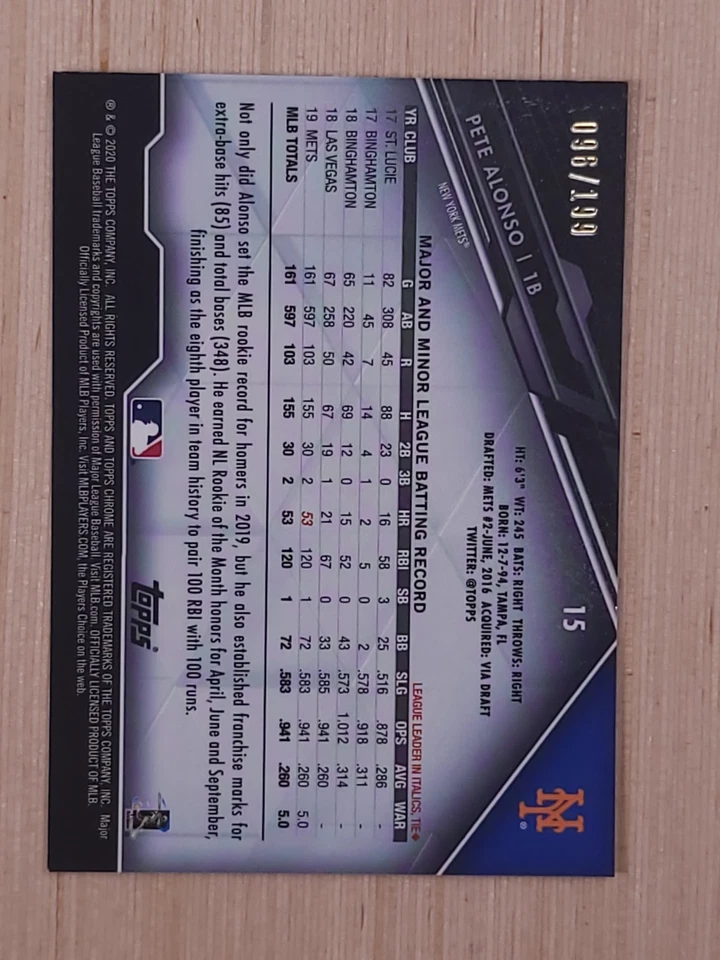 098/199
PETE ALONSO | 1B
NEW YORK METS®
15
HT: 6'3" WT: 245 BATS: RIGHT THROWS: RIGHT
BORN: 12-7-94, TAMPA, FL
DRAFTED: METS #2-JUNE, 2016 ACQUIRED: VIA DRAFT
TWITTER: @TOPPS
NY
®
MAJOR AND MINOR LEAGUE BATTING RECORD
LEAGUE LEADER IN ITALICS, TIE♦
YR CLUB G AB R H 2B 3B HR RBI SB BB SLG OPS AVG WAR
17 ST. LUCIE 82 308 45 88 23 0 16 58 3 25 .516 .878 .286 -
17 BINGHAMTON 11 45 7 14 4 1 2 5 0 2 .578 .918 .311 -
18 BINGHAMTON 65 220 42 69 12 0 15 52 0 43 .573 1.012 .314 -
18 LAS VEGAS 67 258 50 67 19 1 21 67 0 33 .585 .941 .260 -
19 METS 161 597 103 155 30 2 53 120 1 72 .583 .941 .260 5.0
MLB TOTALS 161 597 103 155 30 2 53 120 1 72 .583 .941 .260 5.0
Not only did Alonso set the MLB rookie record for homers in 2019, but he also established franchise marks for
extra-base hits (85) and total bases (348). He earned NL Rookie of the Month honors for April, June and September,
finishing as the eighth player in team history to pair 100 RBI with 100 runs.
topps
® & © 2020 THE TOPPS COMPANY, INC. ALL RIGHTS RESERVED. TOPPS AND TOPPS CHROME ARE REGISTERED TRADEMARKS OF THE TOPPS COMPANY, INC. Major
League Baseball trademarks and copyrights are used with permission of Major League Baseball. Visit MLB.com. OFFICIALLY LICENSED PRODUCT OF MLB.
Officially Licensed Product of MLB Players, Inc. Visit MLBPLAYERS.COM, the Players Choice on the web.